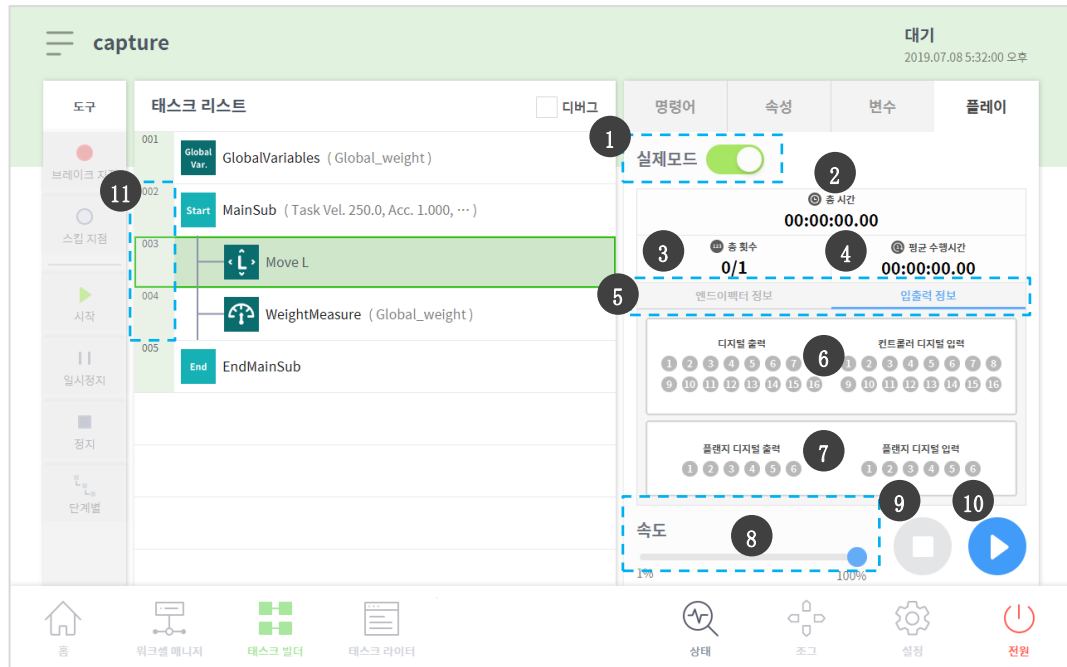 capture
대기
2019.07.08 5:32:00 오후
도구
태스크 리스트
디버그
명령어
속성
변수
플레이
브레이크 지
스킵 지점
시작
일시정지
정지
단계별
11
001
Global Var.
GlobalVariables ( Global_weight )
002
Start
MainSub ( Task Vel. 250.0, Acc. 1.000, ⋯ )
003
L
Move L
004
WeightMeasure ( Global_weight )
005
End
EndMainSub
1
실제모드
2
총 시간
00:00:00.00
3
123 총 횟수
0/1
4
평균 수행시간
00:00:00.00
5
엔드이펙터 정보
입출력 정보
디지털 출력
1 2 3 4 5 6 7
9 10 11 12 13 14 15 16
6
컨트롤러 디지털 입력
1 2 3 4 5 6 7 8
9 10 11 12 13 14 15 16
플랜지 디지털 출력
1 2 3 4 5 6
7
플랜지 디지털 입력
1 2 3 4 5 6
속도
8
1%
100%
9
10
홈
워크셀 매니저
태스크 빌더
태스크 라이터
상태
조그
설정
전원